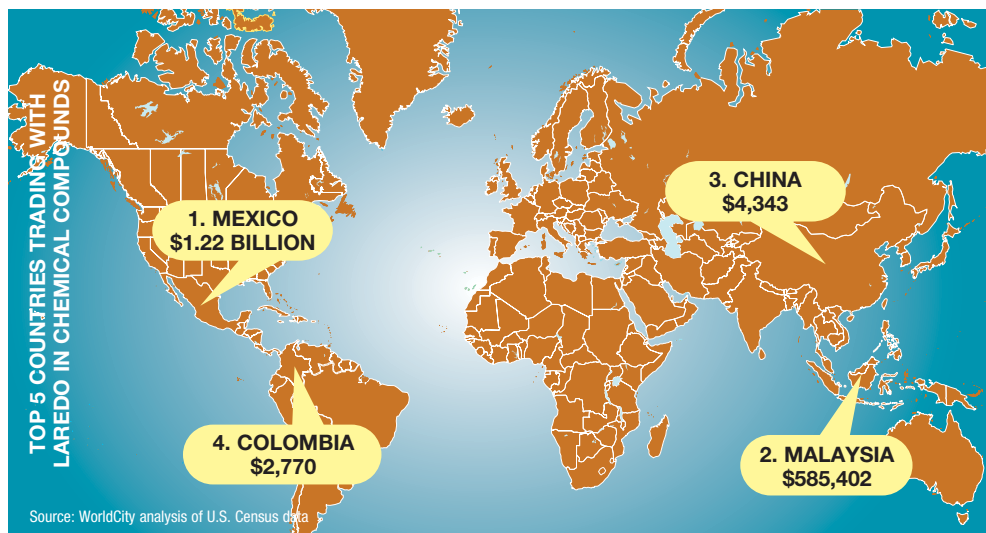 TOP 5 COUNTRIES TRADING WITH
LAREDO IN CHEMICAL COMPOUNDS
1. MEXICO
$1.22 BILLION
3. CHINA
$4,343
4. COLOMBIA
$2,770
2. MALAYSIA
$585,402
Source: WorldCity analysis of U.S. Census data